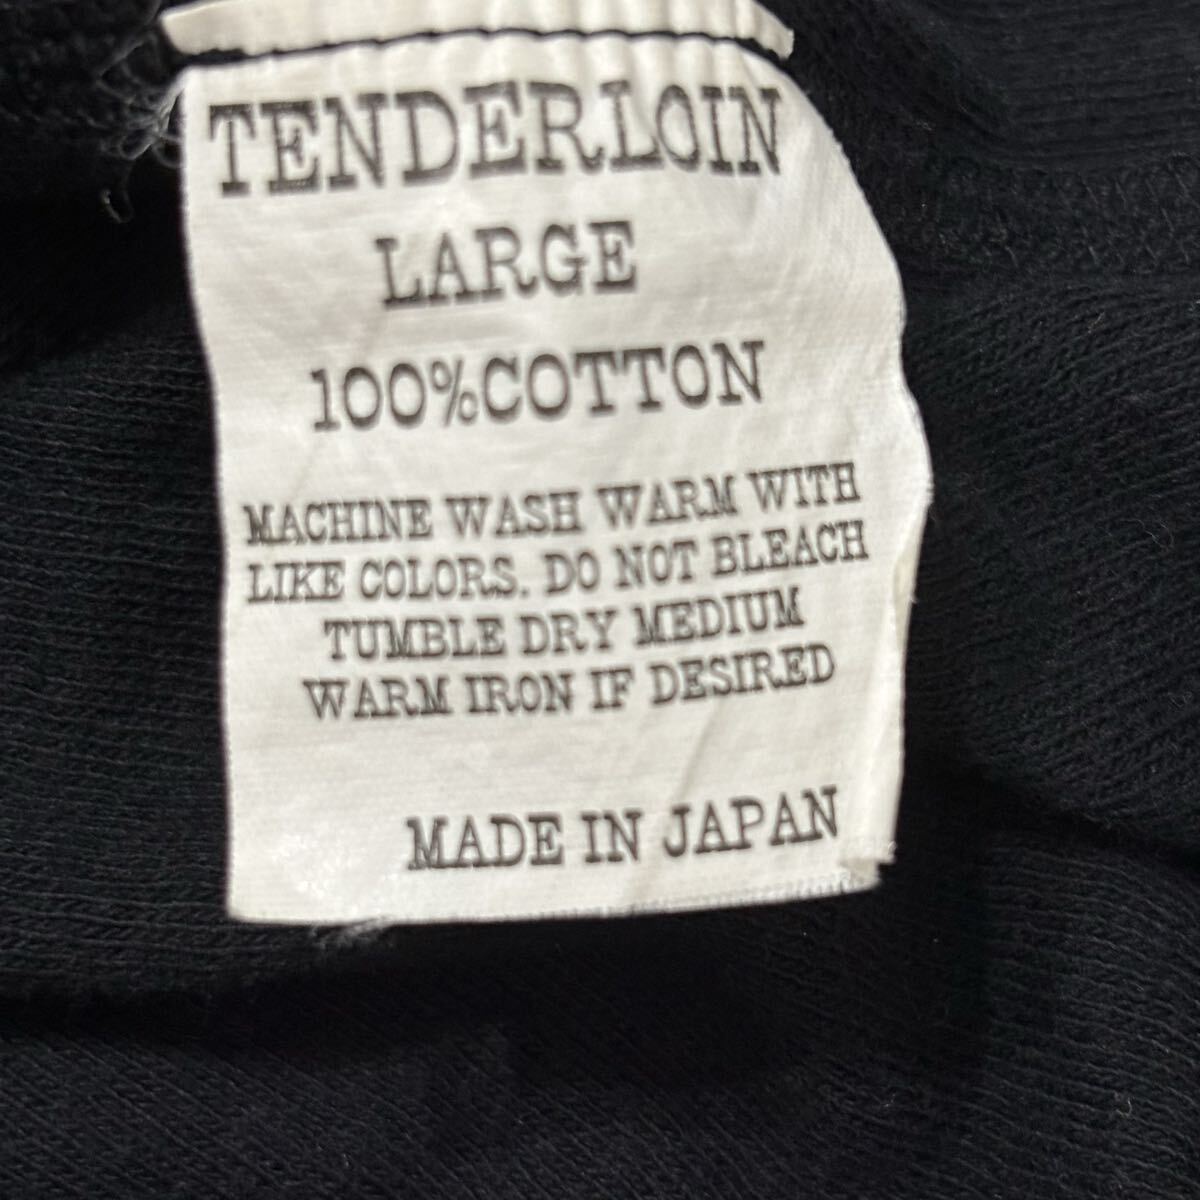 TENDERLOIN
LARGE
100%COTTON
MACHINE WASH WARM WITH
LIKE COLORS. DO NOT BLEACH
TUMBLE DRY MEDIUM
WARM IRON IF DESIRED
MADE IN JAPAN